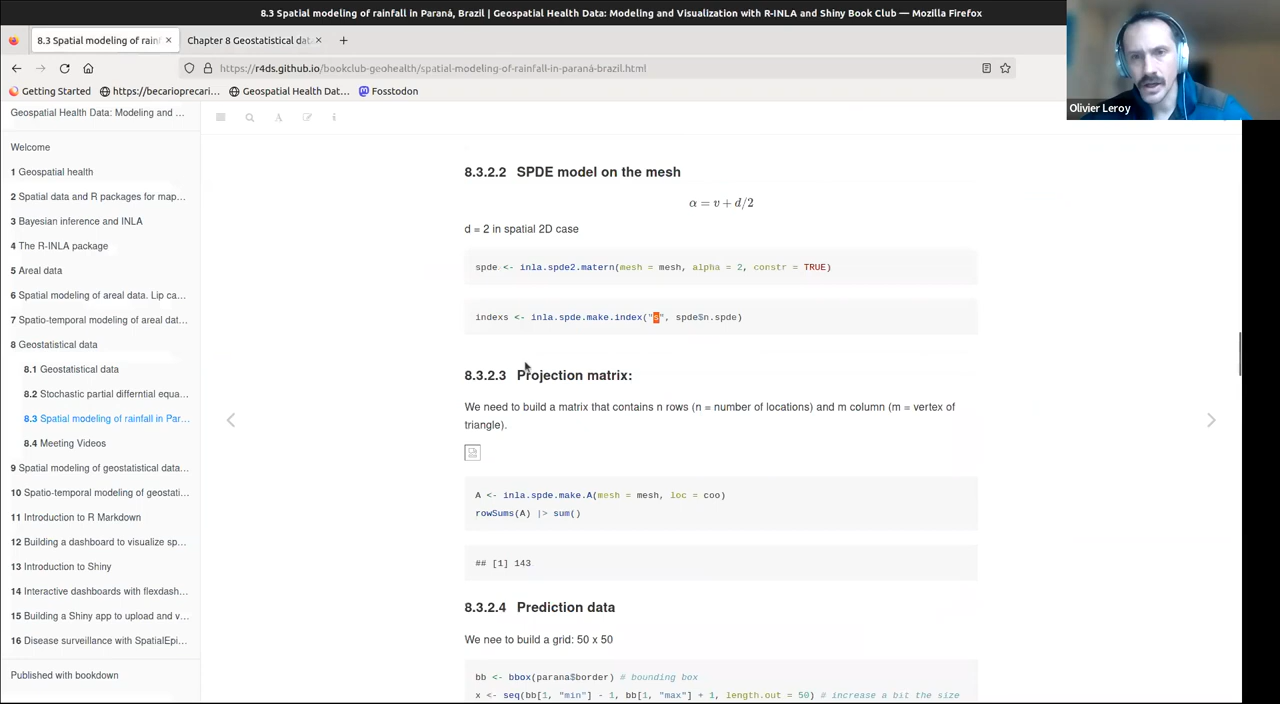 8.3 Spatial modeling of rainfall in Paraná, Brazil | Geospatial Health Data: Modeling and Visualization with R-INLA and Shiny Book Club — Mozilla Firefox
8.3 Spatial modeling of rainf
Chapter 8 Geostatistical dat
https://r4ds.github.io/bookclub-geohealth/spatial-modeling-of-rainfall-in-paraná-brazil.html
Getting Started
https://becarioprecari...
Geospatial Health Dat...
Fosstodon
Olivier Leroy
Geospatial Health Data: Modeling and ...
Welcome
1 Geospatial health
2 Spatial data and R packages for map...
3 Bayesian inference and INLA
4 The R-INLA package
5 Areal data
6 Spatial modeling of areal data. Lip ca...
7 Spatio-temporal modeling of areal dat...
8 Geostatistical data
8.1 Geostatistical data
8.2 Stochastic partial differntial equa...
8.3 Spatial modeling of rainfall in Par...
8.4 Meeting Videos
9 Spatial modeling of geostatistical data...
10 Spatio-temporal modeling of geostati...
11 Introduction to R Markdown
12 Building a dashboard to visualize sp...
13 Introduction to Shiny
14 Interactive dashboards with flexdash...
15 Building a Shiny app to upload and v...
16 Disease surveillance with SpatialEpi...
Published with bookdown
8.3.2.2 SPDE model on the mesh
α = v + d/2
d = 2 in spatial 2D case
spde <- inla.spde2.matern(mesh = mesh, alpha = 2, constr = TRUE)
indexs <- inla.spde.make.index("s", spde$n.spde)
8.3.2.3 Projection matrix:
We need to build a matrix that contains n rows (n = number of locations) and m column (m = vertex of
triangle).
A <- inla.spde.make.A(mesh = mesh, loc = coo)
rowSums(A) |> sum()
## [1] 143
8.3.2.4 Prediction data
We nee to build a grid: 50 x 50
bb <- bbox(parana$border) # bounding box
x <- seq(bb[1, "min"] - 1, bb[1, "max"] + 1, length.out = 50) # increase a bit the size